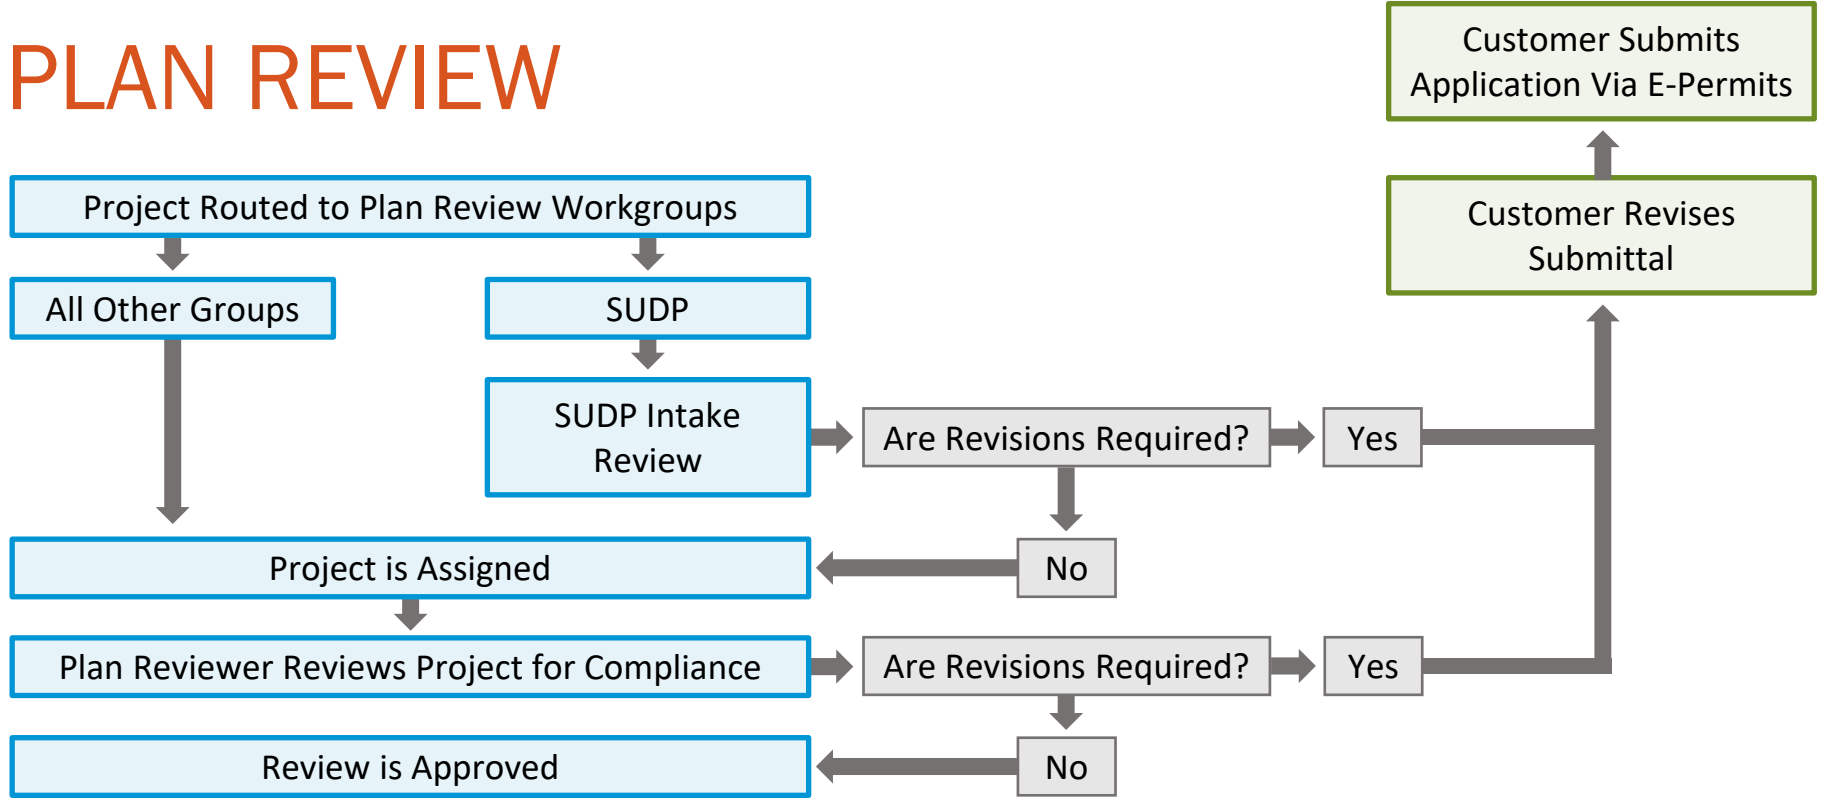 PLAN REVIEW
Customer Submits
Application Via E-Permits
Project Routed to Plan Review Workgroups
Customer Revises
Submittal
All Other Groups
SUDP
SUDP Intake
Review
Are Revisions Required?
Yes
No
Project is Assigned
Plan Reviewer Reviews Project for Compliance
Are Revisions Required?
Yes
No
Review is Approved